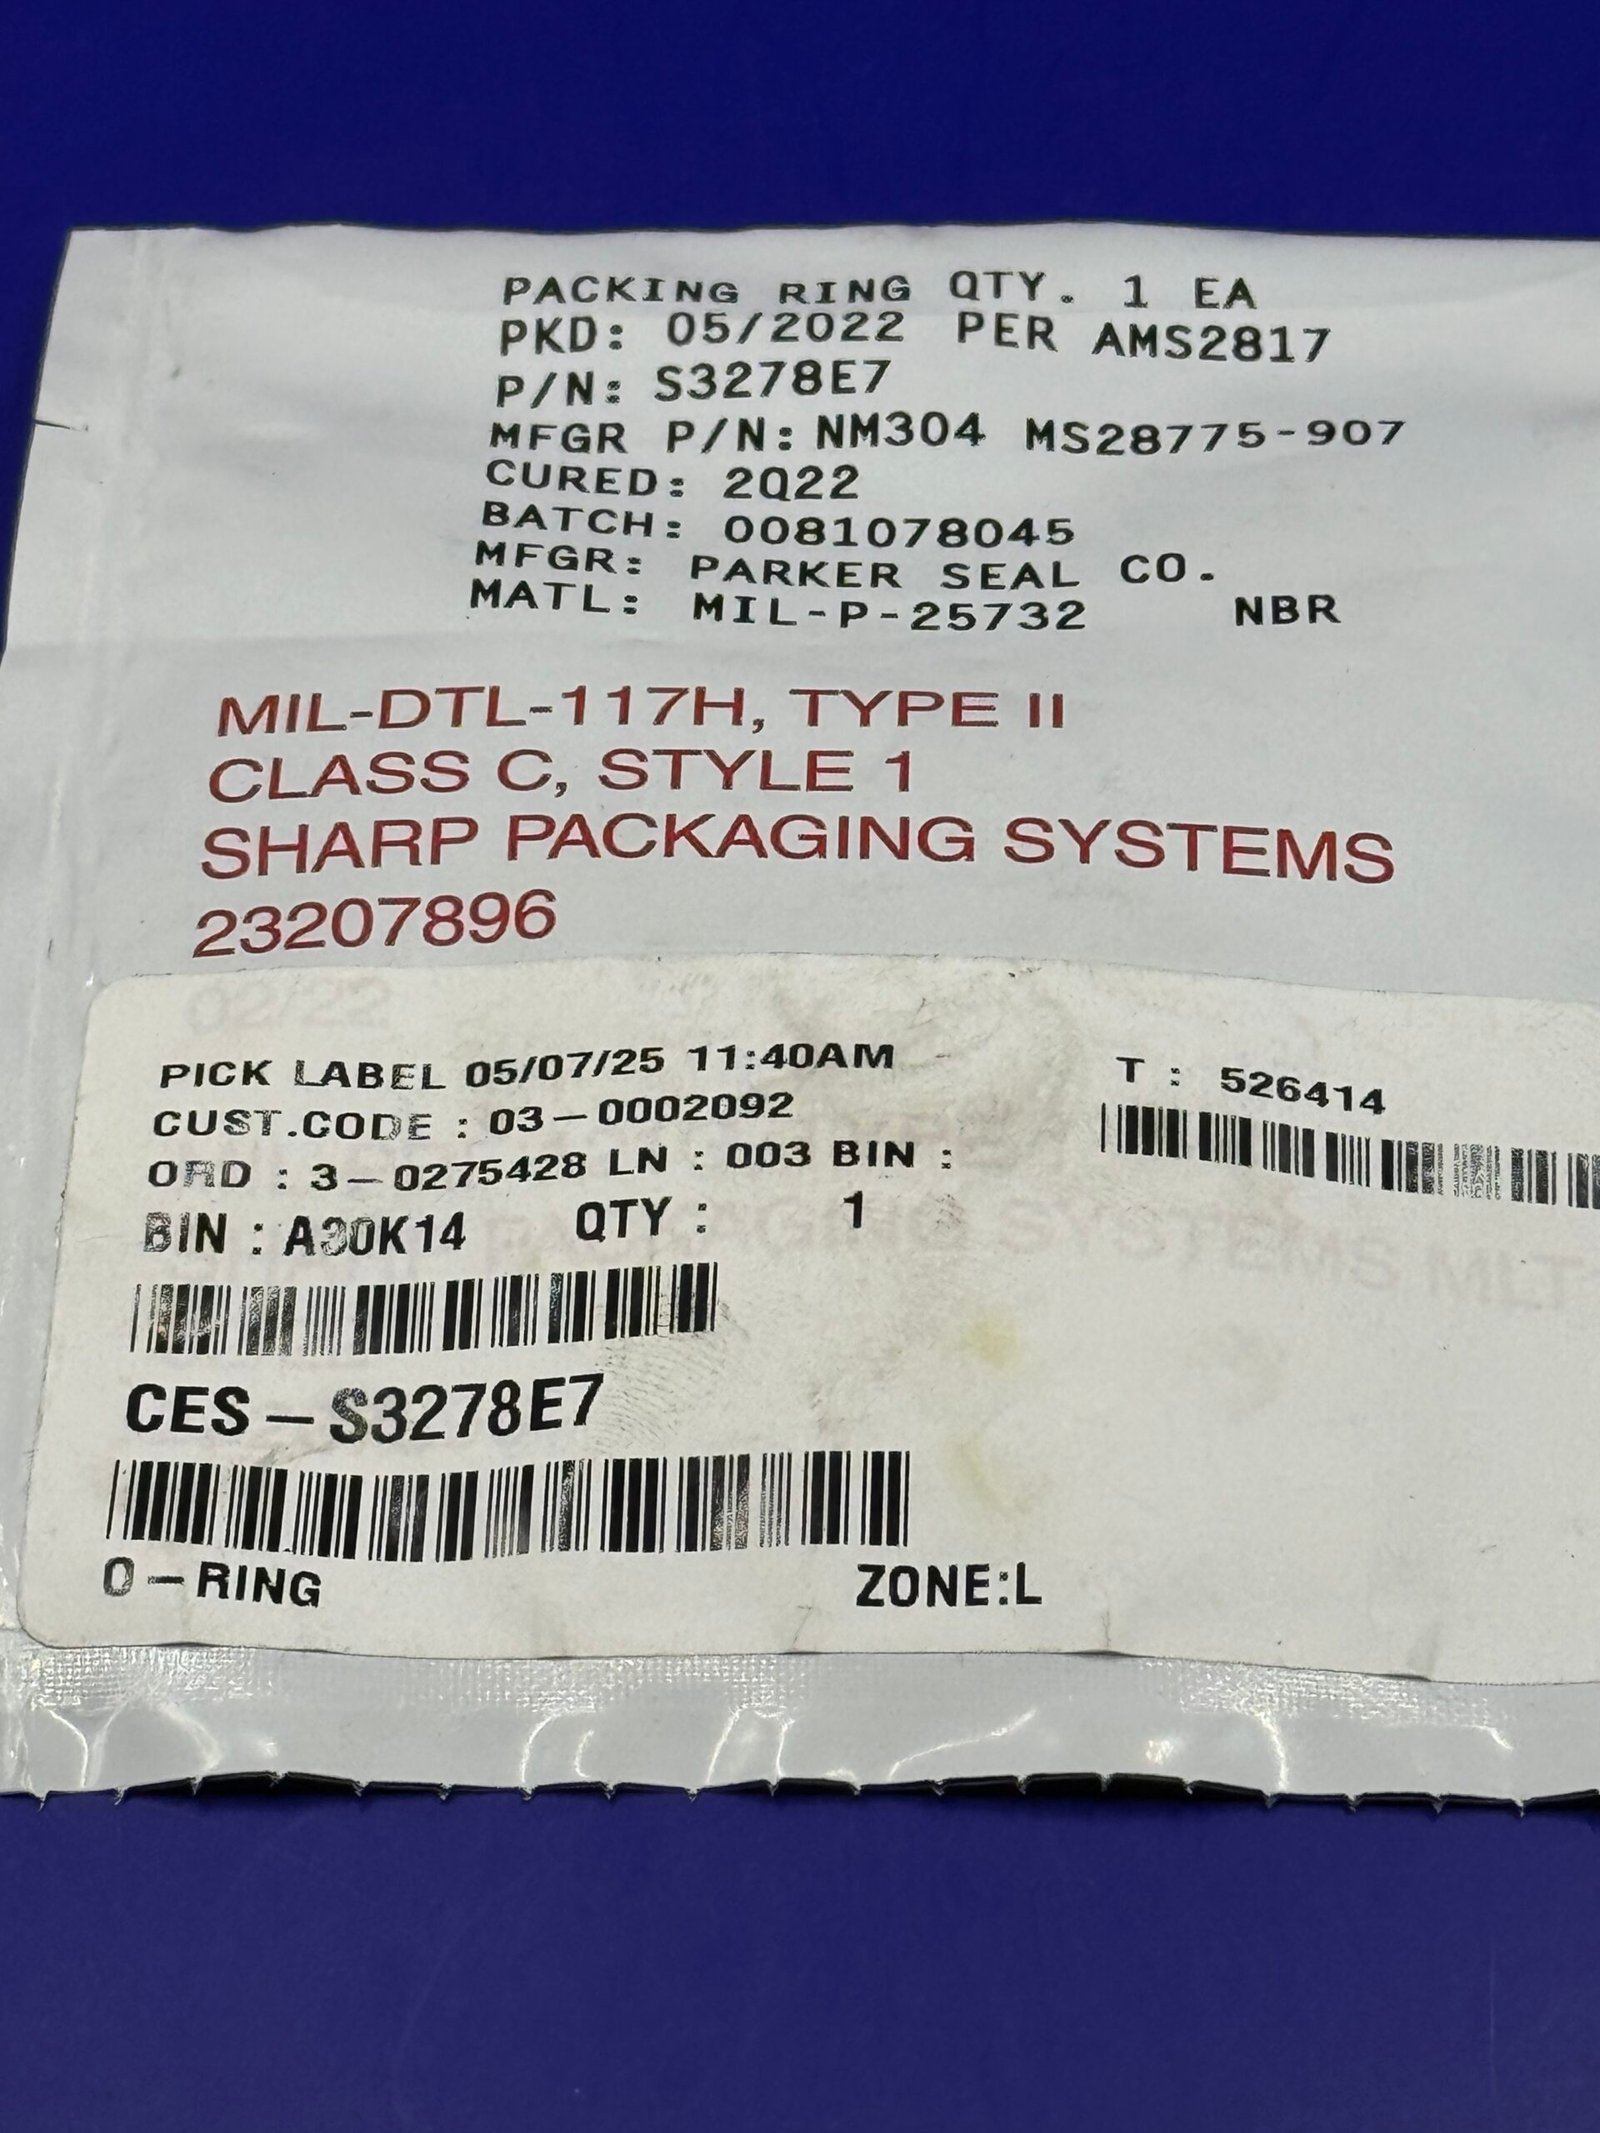 PACKING RING QTY. 1 EA
PKD: 05/2022 PER AMS2817
P/N: S3278E7
MFGR P/N: NM304 MS28775-907
CURED: 2Q22
BATCH: 0081078045
MFGR: PARKER SEAL CO.
MATL: MIL-P-25732 NBR
MIL-DTL-117H, TYPE II
CLASS C, STYLE 1
SHARP PACKAGING SYSTEMS
23207896
02/22
PICK LABEL 05/07/25 11:40AM
T : 526414
CUST.CODE : 03-0002092
ORD : 3-0275428 LN : 003 BIN :
BIN : A30K14 QTY : 1
CES-S3278E7
O-RING ZONE:L